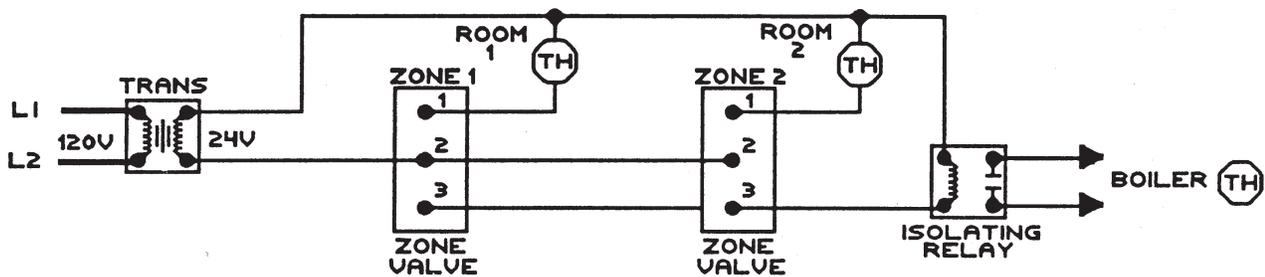 ROOM
1
TH
ROOM
2
TH
TRANS
ZONE 1
ZONE 2
L1
120V
24V
L2
1
2
3
1
2
3
BOILER TH
ISOLATING
RELAY
ZONE
VALVE
ZONE
VALVE